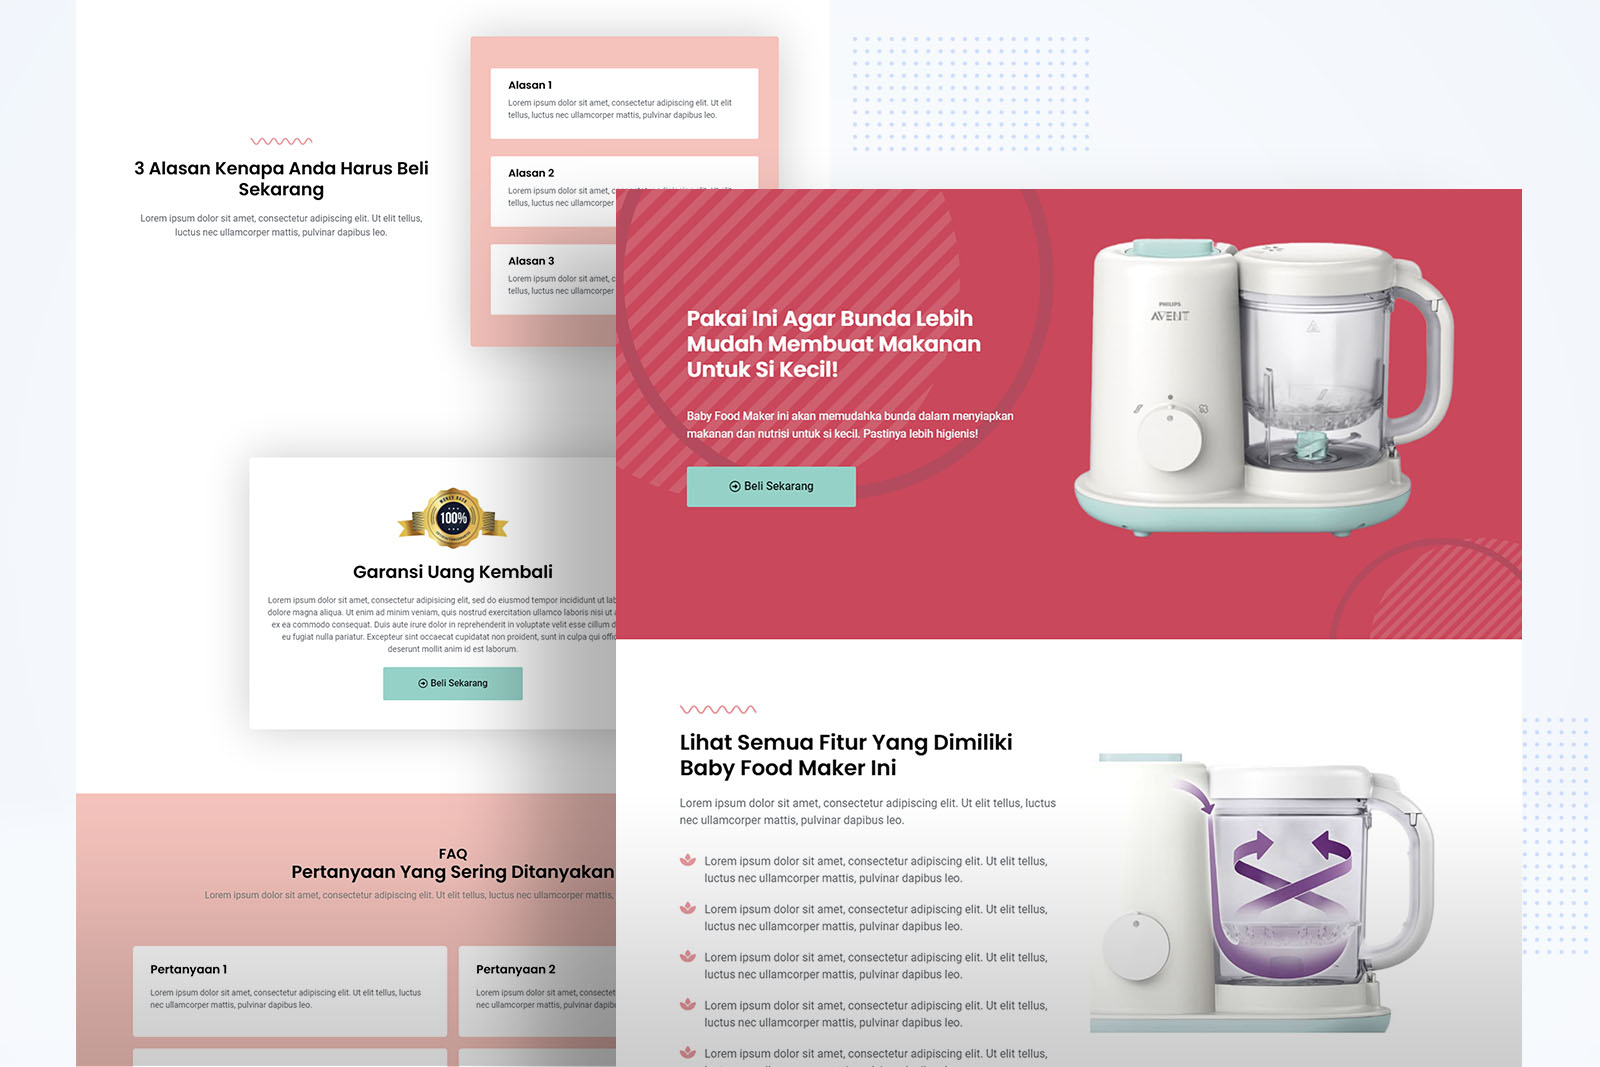 3 Alasan Kenapa Anda Harus Beli
Sekarang
Lorem ipsum dolor sit amet, consectetur adipiscing elit. Ut elit tellus,
luctus nec ullamcorper mattis, pulvinar dapibus leo.
Alasan 1
Lorem ipsum dolor sit amet, consectetur adipiscing elit. Ut elit
tellus, luctus nec ullamcorper mattis, pulvinar dapibus leo.
Alasan 2
Lorem ipsum dolor sit amet,
tellus, luctus nec ullamcorper
Alasan 3
Lorem ipsum dolor sit amet,
tellus, luctus nec ullamcorper
MONEY BACK
100%
Garansi Uang Kembali
Lorem ipsum dolor sit amet, consectetur adipisicing elit, sed do eiusmod tempor incididunt ut
dolore magna aliqua. Ut enim ad minim veniam, quis nostrud exercitation ullamco laboris nisi ut
ex ea commodo consequat. Duis aute irure dolor in reprehenderit in voluptate velit esse cillum
eu fugiat nulla pariatur. Excepteur sint occaecat cupidatat non proident, sunt in culpa qui
deserunt mollit anim id est laborum.
Beli Sekarang
FAQ
Pertanyaan Yang Sering Ditanyakan
Lorem ipsum dolor sit amet, consectetur adipiscing elit. Ut elit tellus, luctus nec ullamcorper mattis,
Pertanyaan 1
Lorem ipsum dolor sit amet, consectetur adipiscing elit. Ut elit tellus, luctus
nec ullamcorper mattis, pulvinar dapibus leo.
Pertanyaan 2
Lorem ipsum dolor sit amet,
nec ullamcorper mattis, pulvinar
Pakai Ini Agar Bunda Lebih
Mudah Membuat Makanan
Untuk Si Kecil!
Baby Food Maker ini akan memudahka bunda dalam menyiapkan
makanan dan nutrisi untuk si kecil. Pastinya lebih higienis!
Beli Sekarang
PHILIPS
AVENT
Lihat Semua Fitur Yang Dimiliki
Baby Food Maker Ini
Lorem ipsum dolor sit amet, consectetur adipiscing elit. Ut elit tellus, luctus
nec ullamcorper mattis, pulvinar dapibus leo.
Lorem ipsum dolor sit amet, consectetur adipiscing elit. Ut elit tellus,
luctus nec ullamcorper mattis, pulvinar dapibus leo.
Lorem ipsum dolor sit amet, consectetur adipiscing elit. Ut elit tellus,
luctus nec ullamcorper mattis, pulvinar dapibus leo.
Lorem ipsum dolor sit amet, consectetur adipiscing elit. Ut elit tellus,
luctus nec ullamcorper mattis, pulvinar dapibus leo.
Lorem ipsum dolor sit amet, consectetur adipiscing elit. Ut elit tellus,
luctus nec ullamcorper mattis, pulvinar dapibus leo.
Lorem ipsum dolor sit amet, consectetur adipiscing elit. Ut elit tellus,